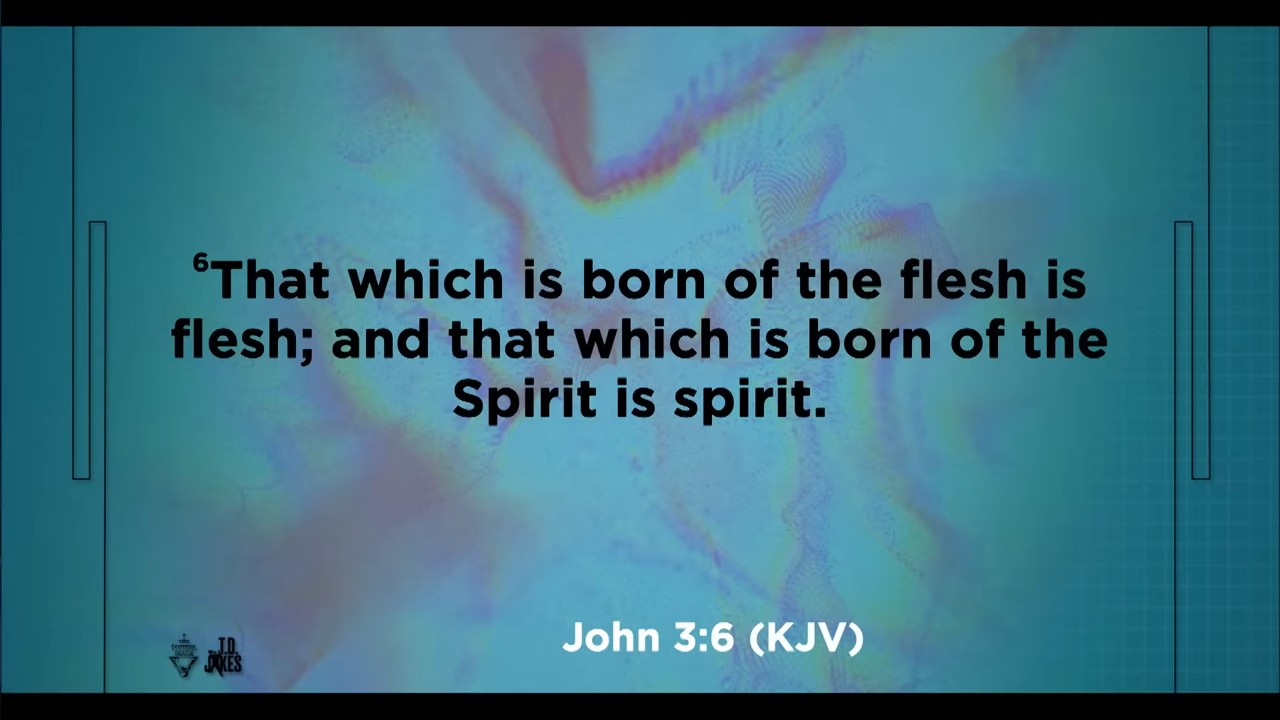 ⁶That which is born of the flesh is
flesh; and that which is born of the
Spirit is spirit.
John 3:6 (KJV)
T.D.
JAKES